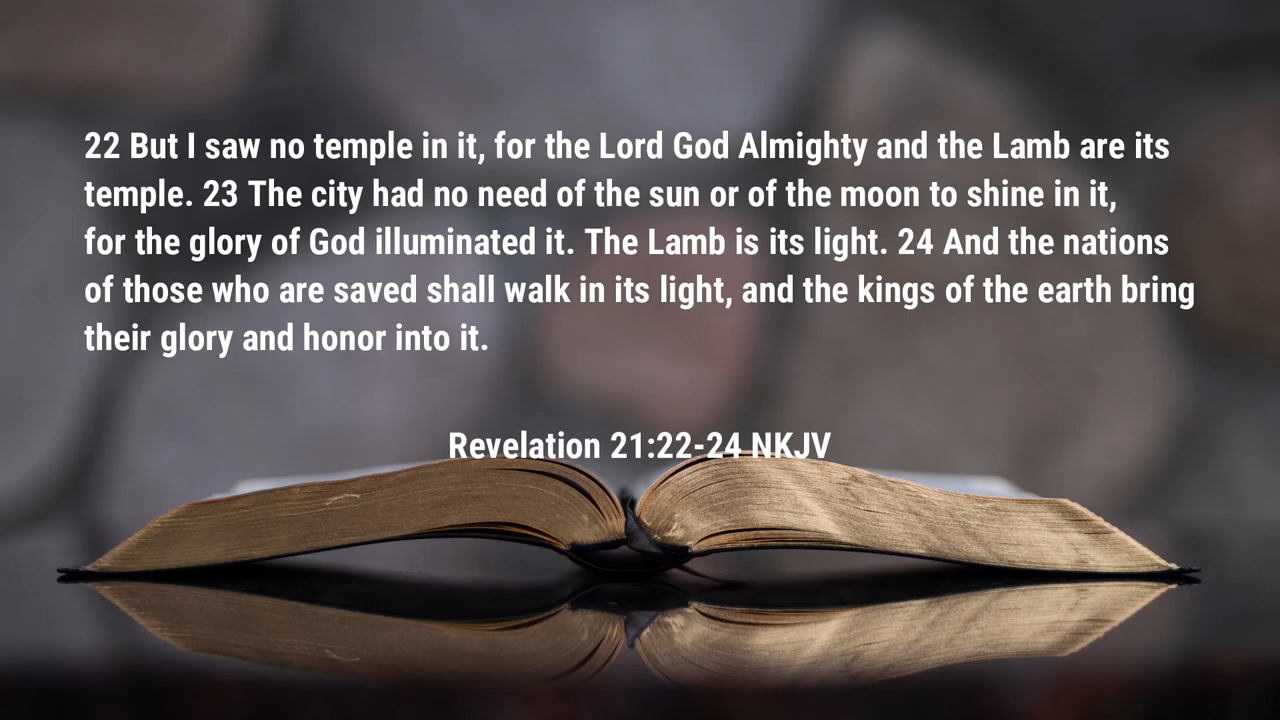 22 But I saw no temple in it, for the Lord God Almighty and the Lamb are its
temple. 23 The city had no need of the sun or of the moon to shine in it,
for the glory of God illuminated it. The Lamb is its light. 24 And the nations
of those who are saved shall walk in its light, and the kings of the earth bring
their glory and honor into it.
Revelation 21:22-24 NKJV